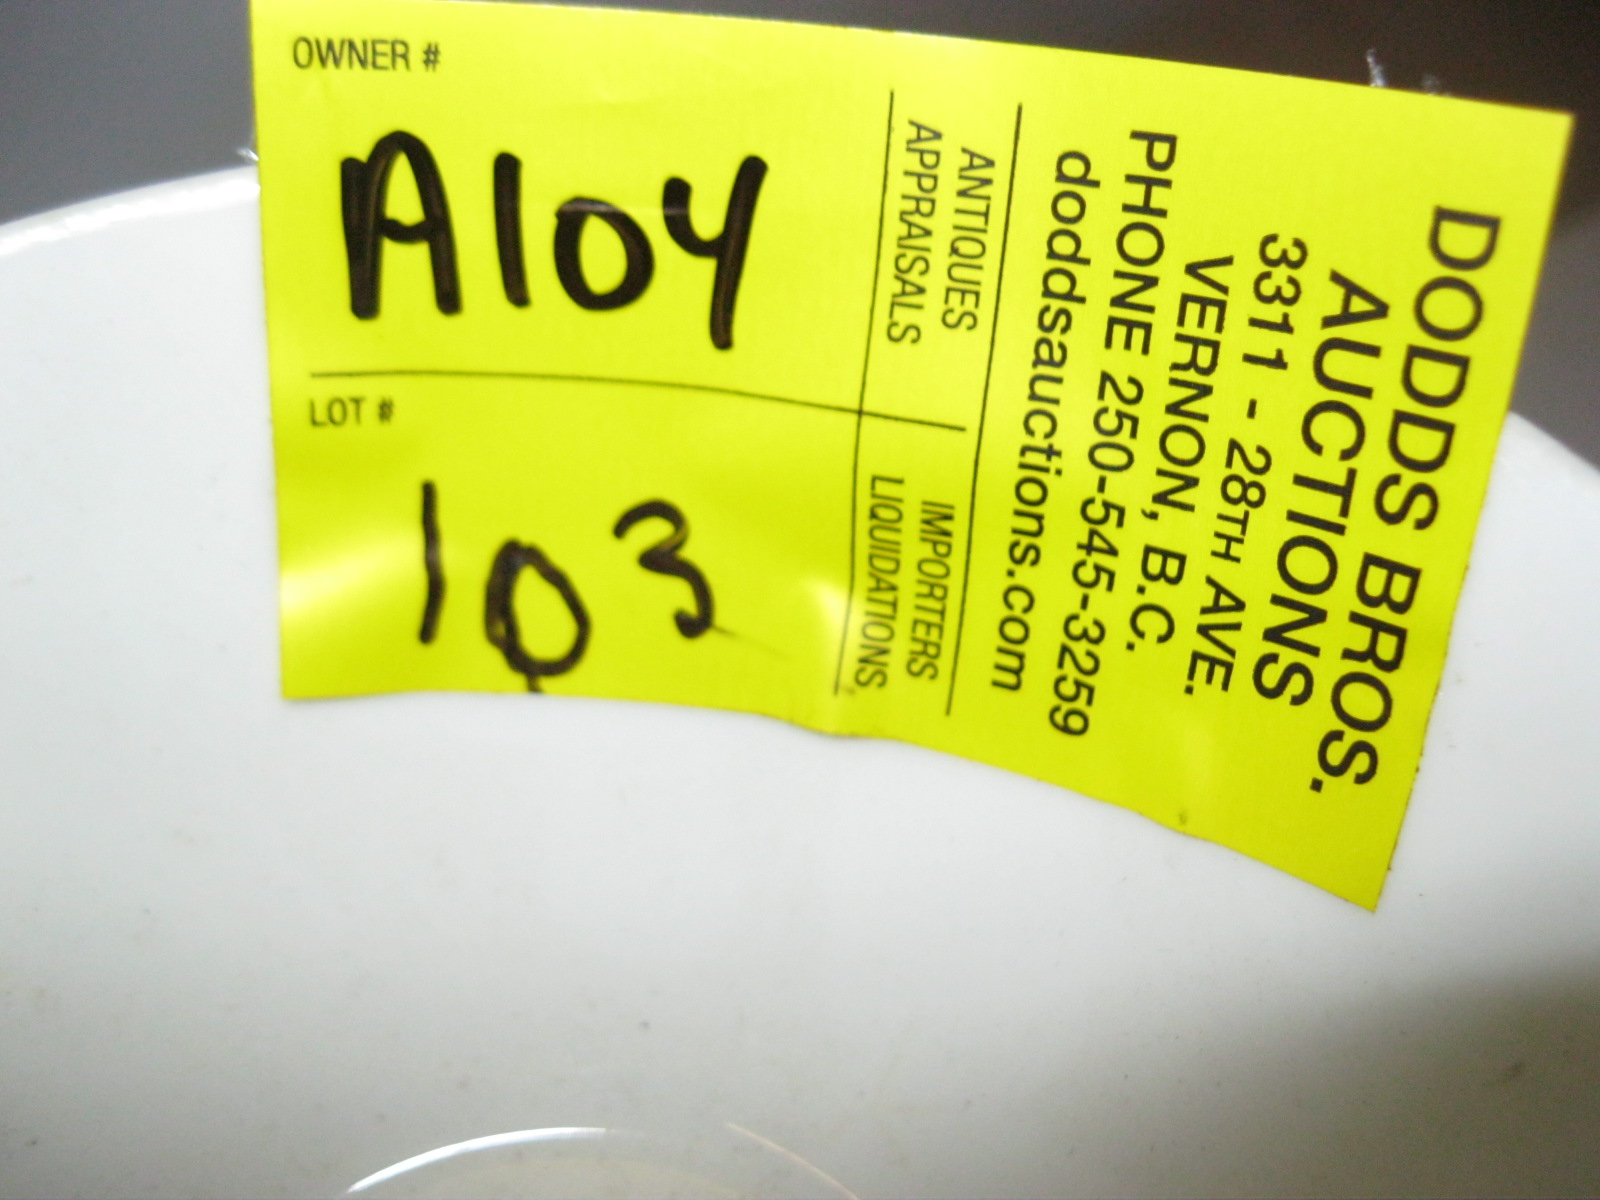 OWNER #
A104
LOT #
103
ANTIQUES
APPRAISALS
IMPORTERS
LIQUIDATIONS
DODDS BROS.
AUCTIONS
3311 - 28TH AVE.
VERNON, B.C.
PHONE 250-545-3259
doddsauctions.com